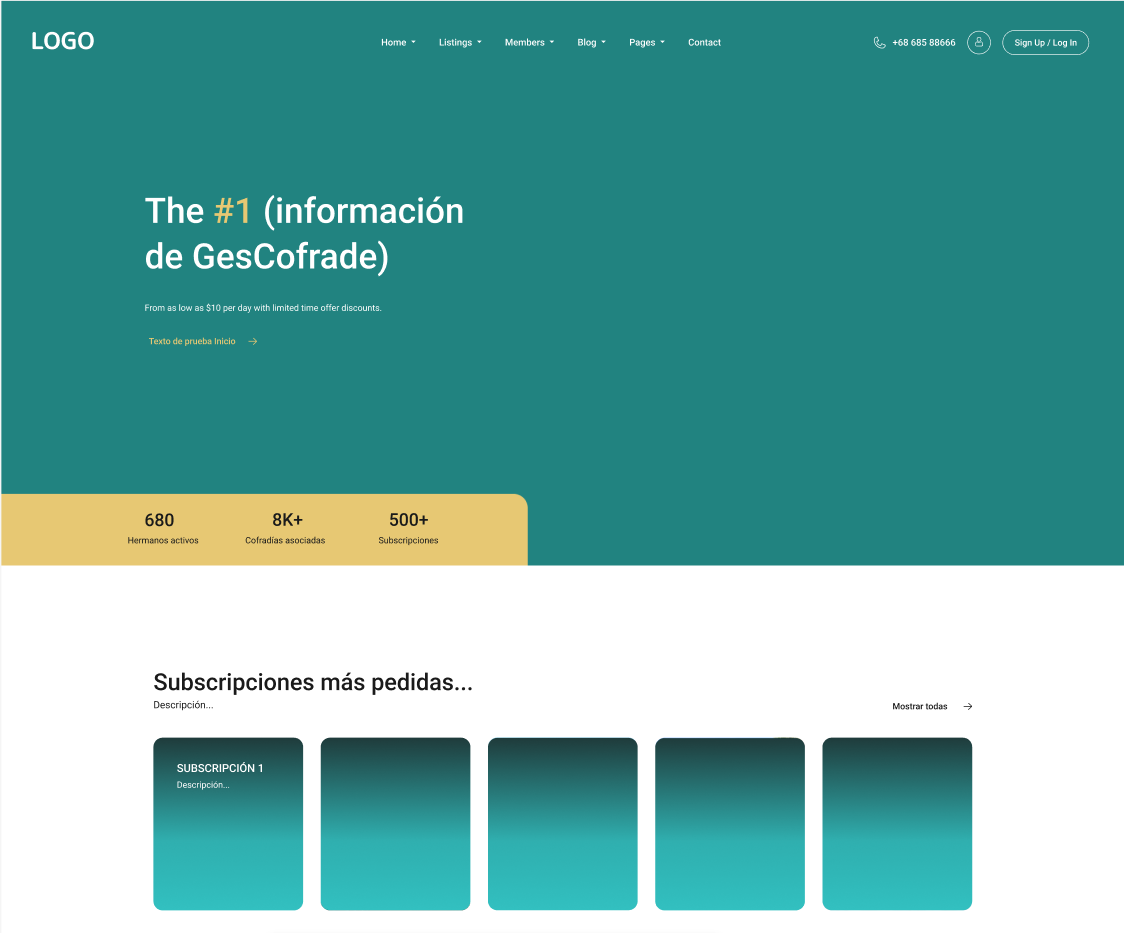 LOGO
Home Listings Members Blog Pages Contact
+68 685 88666
Sign Up / Log In
The #1 (información
de GesCofrade)
From as low as $10 per day with limited time offer discounts.
Texto de prueba Inicio
680 8K+ 500+
Hermanos activos Cofradías asociadas Subscripciones
Subscripciones más pedidas...
Descripción...
Mostrar todas
SUBSCRIPCIÓN 1
Descripción...